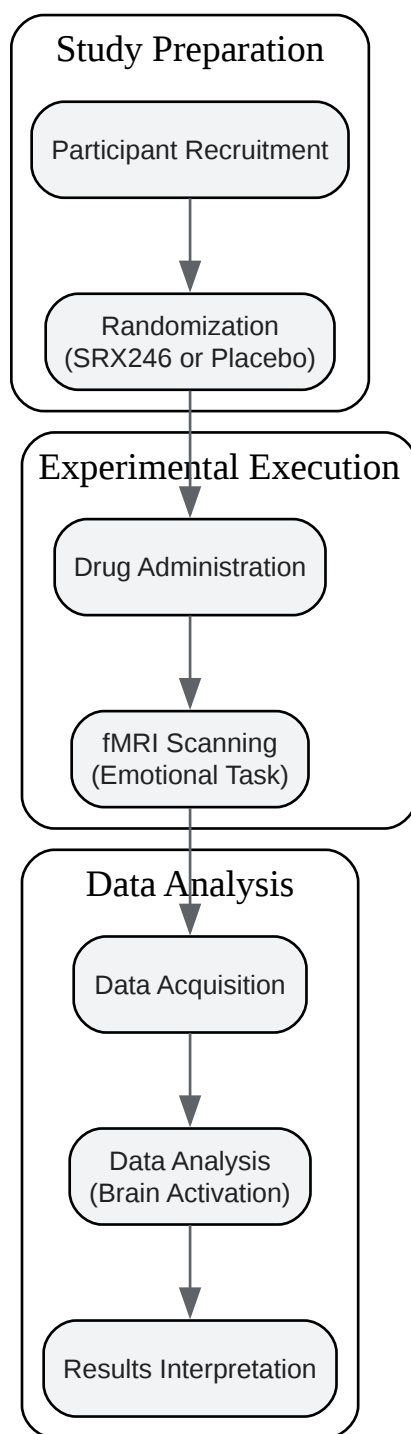 Study Preparation
Participant Recruitment
Randomization
(SRX246 or Placebo)
Experimental Execution
Drug Administration
fMRI Scanning
(Emotional Task)
Data Analysis
Data Acquisition
Data Analysis
(Brain Activation)
Results Interpretation